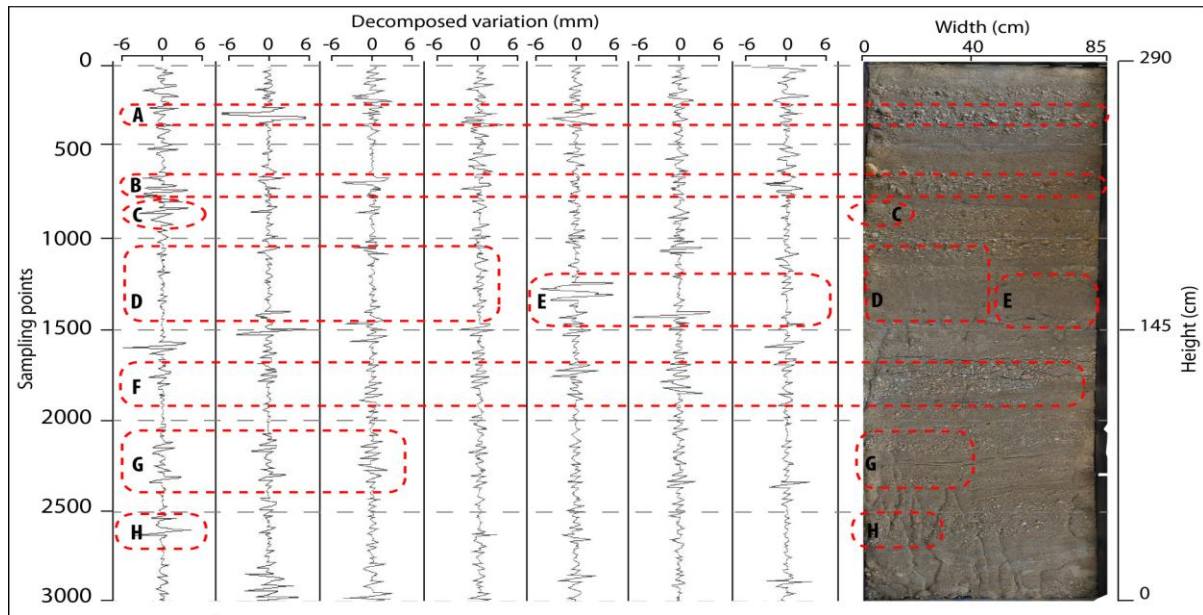 Decomposed variation (mm)
Width (cm)
-6 0 6 -6 0 6 -6 0 6 -6 0 6 -6 0 6 -6 0 6 -6 0 6
0 40 85
0
500
1000
1500
2000
2500
3000
Sampling points
290
145
0
Height (cm)
A
B
C C
D E D E
F
G G
H H